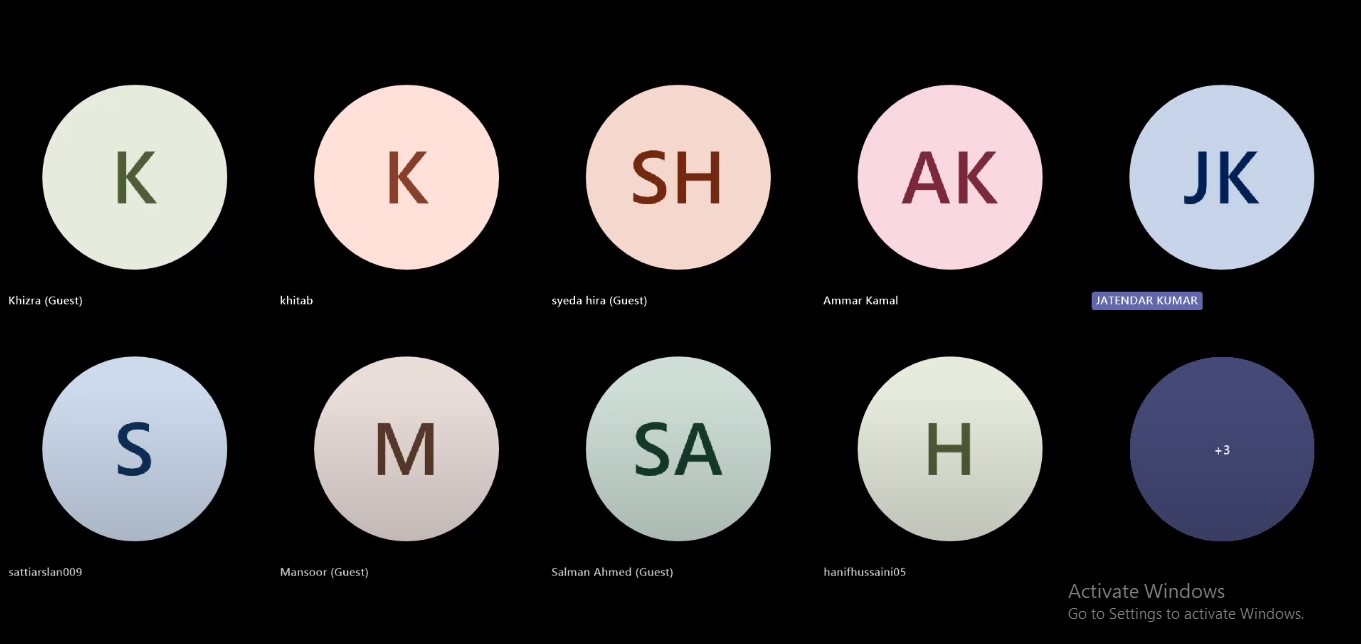 K
K
SH
AK
JK
Khizra (Guest)
khitab
syeda hira (Guest)
Ammar Kamal
JATENDAR KUMAR
S
M
SA
H
+3
sattiarslan009
Mansoor (Guest)
Salman Ahmed (Guest)
hanifhussaini05
Activate Windows
Go to Settings to activate Windows.